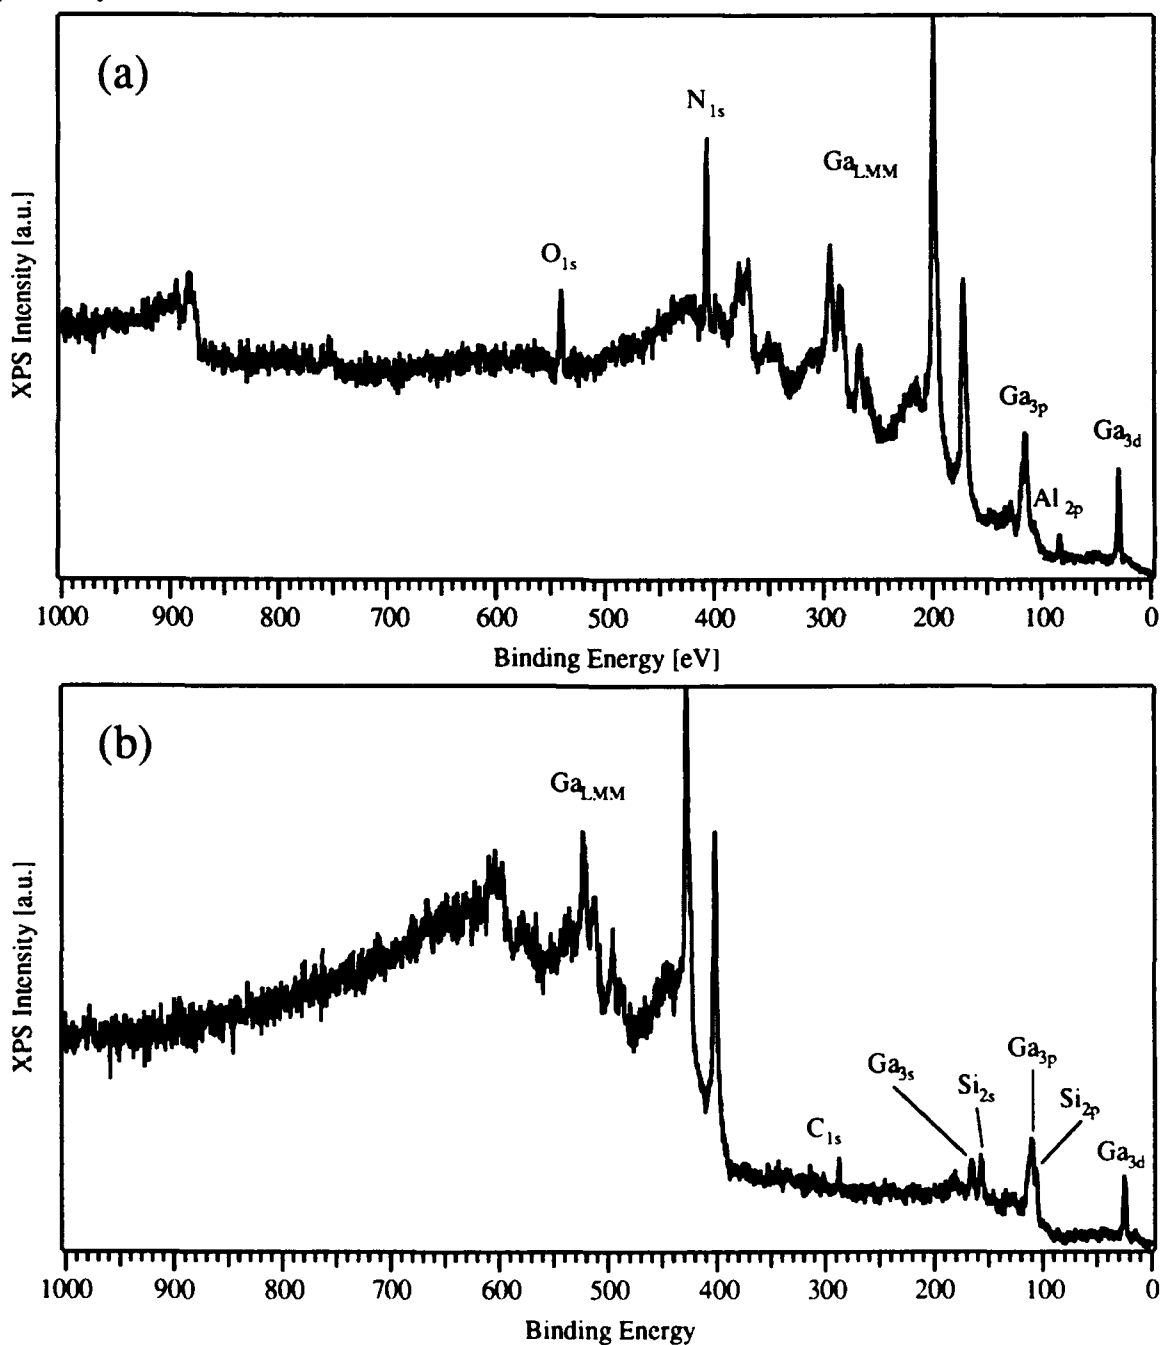 (a)
N1s
GaLMM
O1s
Ga3p
Ga3d
Al 2p
XPS Intensity [a.u.]
1000 900 800 700 600 500 400 300 200 100 0
Binding Energy [eV]
(b)
GaLMM
Ga3p
Ga3s
Si2s
Si2p
C1s
Ga3d
XPS Intensity [a.u.]
1000 900 800 700 600 500 400 300 200 100 0
Binding Energy